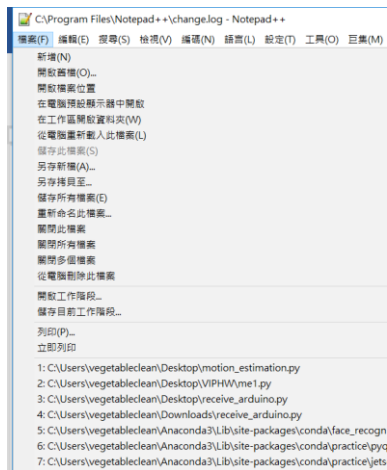 C:\Program Files\Notepad++\change.log - Notepad++
檔案(F) 編輯(E) 搜尋(S) 檢視(V) 編碼(N) 語言(L) 設定(T) 工具(O) 巨集(M)
新增(N)
開啟舊檔(O)...
開啟檔案位置
在電腦預設顯示器中開啟
在工作區開啟資料夾(W)
從電腦重新載入此檔案(L)
儲存此檔案(S)
另存新檔(A)...
另存拷貝至...
儲存所有檔案(E)
重新命名此檔案...
關閉此檔案
關閉所有檔案
關閉多個檔案
從電腦刪除此檔案
開啟工作階段...
儲存目前工作階段...
列印(P)...
立即列印
1: C:\Users\vegetableclean\Desktop\motion_estimation.py
2: C:\Users\vegetableclean\Desktop\VIPHW\me1.py
3: C:\Users\vegetableclean\Desktop\receive_arduino.py
4: C:\Users\vegetableclean\Downloads\receive_arduino.py
5: C:\Users\vegetableclean\Anaconda3\Lib\site-packages\conda\face_recogn
6: C:\Users\vegetableclean\Anaconda3\Lib\site-packages\conda\practice\pyq
7: C:\Users\vegetableclean\Anaconda3\Lib\site-packages\conda\practice\jets